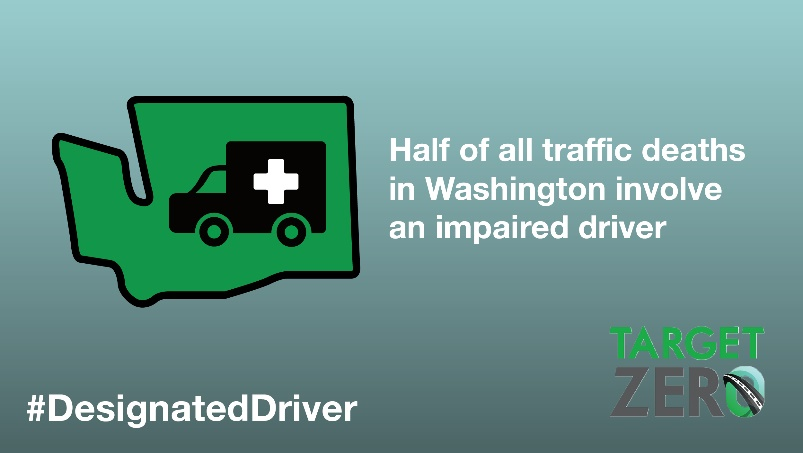 Half of all traffic deaths
in Washington involve
an impaired driver
TARGET
ZERO
#DesignatedDriver